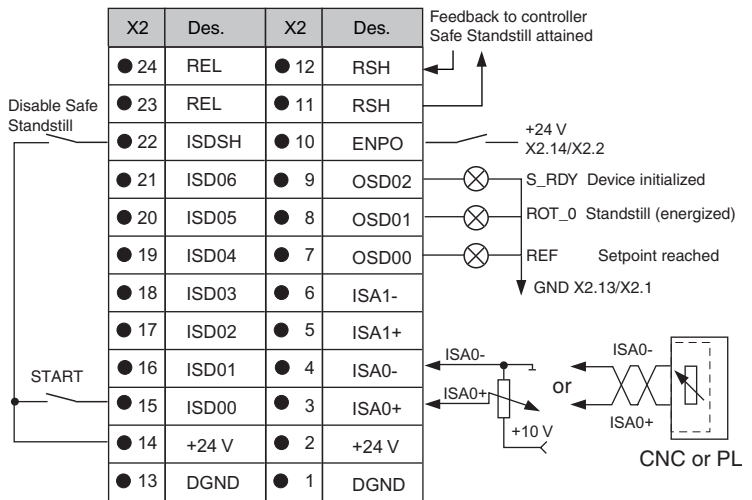 X2 Des. X2 Des.
Feedback to controller
Safe Standstill attained
24 REL 12 RSH
23 REL 11 RSH
Disable Safe
Standstill
22 ISDSH 10 ENPO
+24 V
X2.14/X2.2
21 ISD06 9 OSD02 S_RDY Device initialized
20 ISD05 8 OSD01 ROT_0 Standstill (energized)
19 ISD04 7 OSD00 REF Setpoint reached
GND X2.13/X2.1
18 ISD03 6 ISA1-
17 ISD02 5 ISA1+
16 ISD01 4 ISA0- ISA0- ISA0-
START
or
15 ISD00 3 ISA0+ ISA0+ ISA0+
+10 V
14 +24 V 2 +24 V
CNC or PL
13 DGND 1 DGND